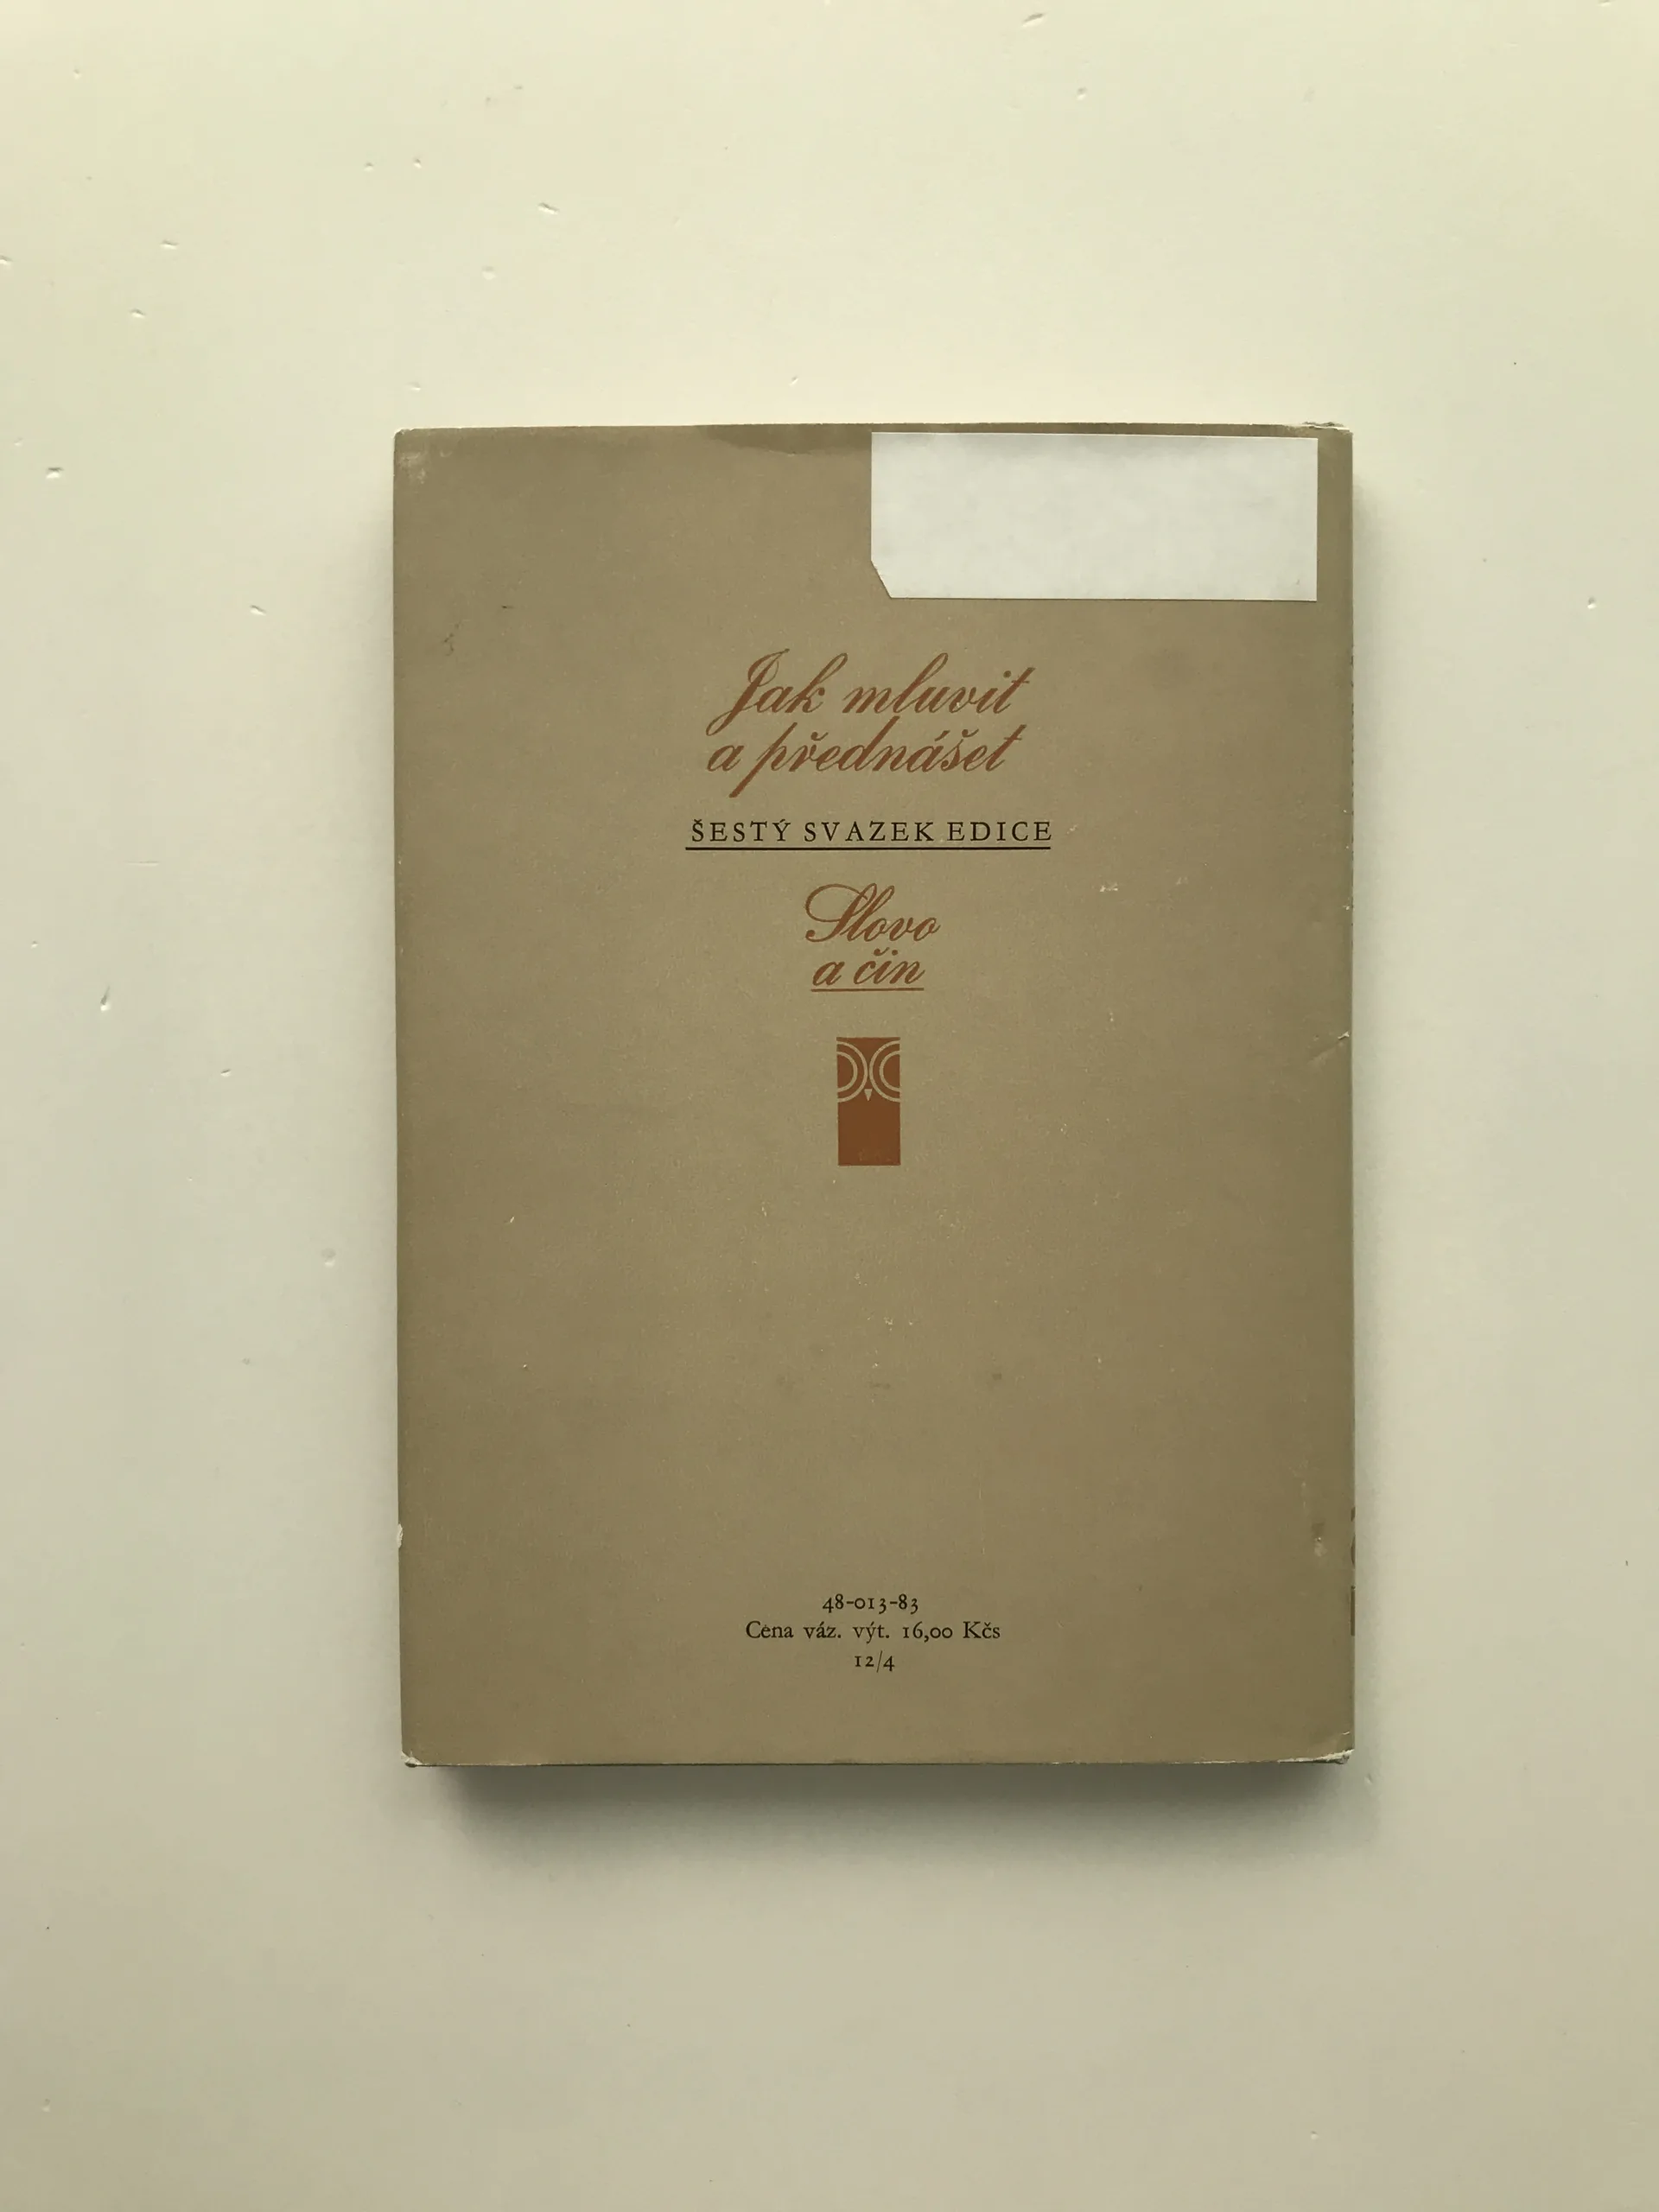 Jak mluvit
a přednášet
ŠESTÝ SVAZEK EDICE
Slovo
a čin
48-013-83
Cena váz. výt. 16,00 Kčs
12/4